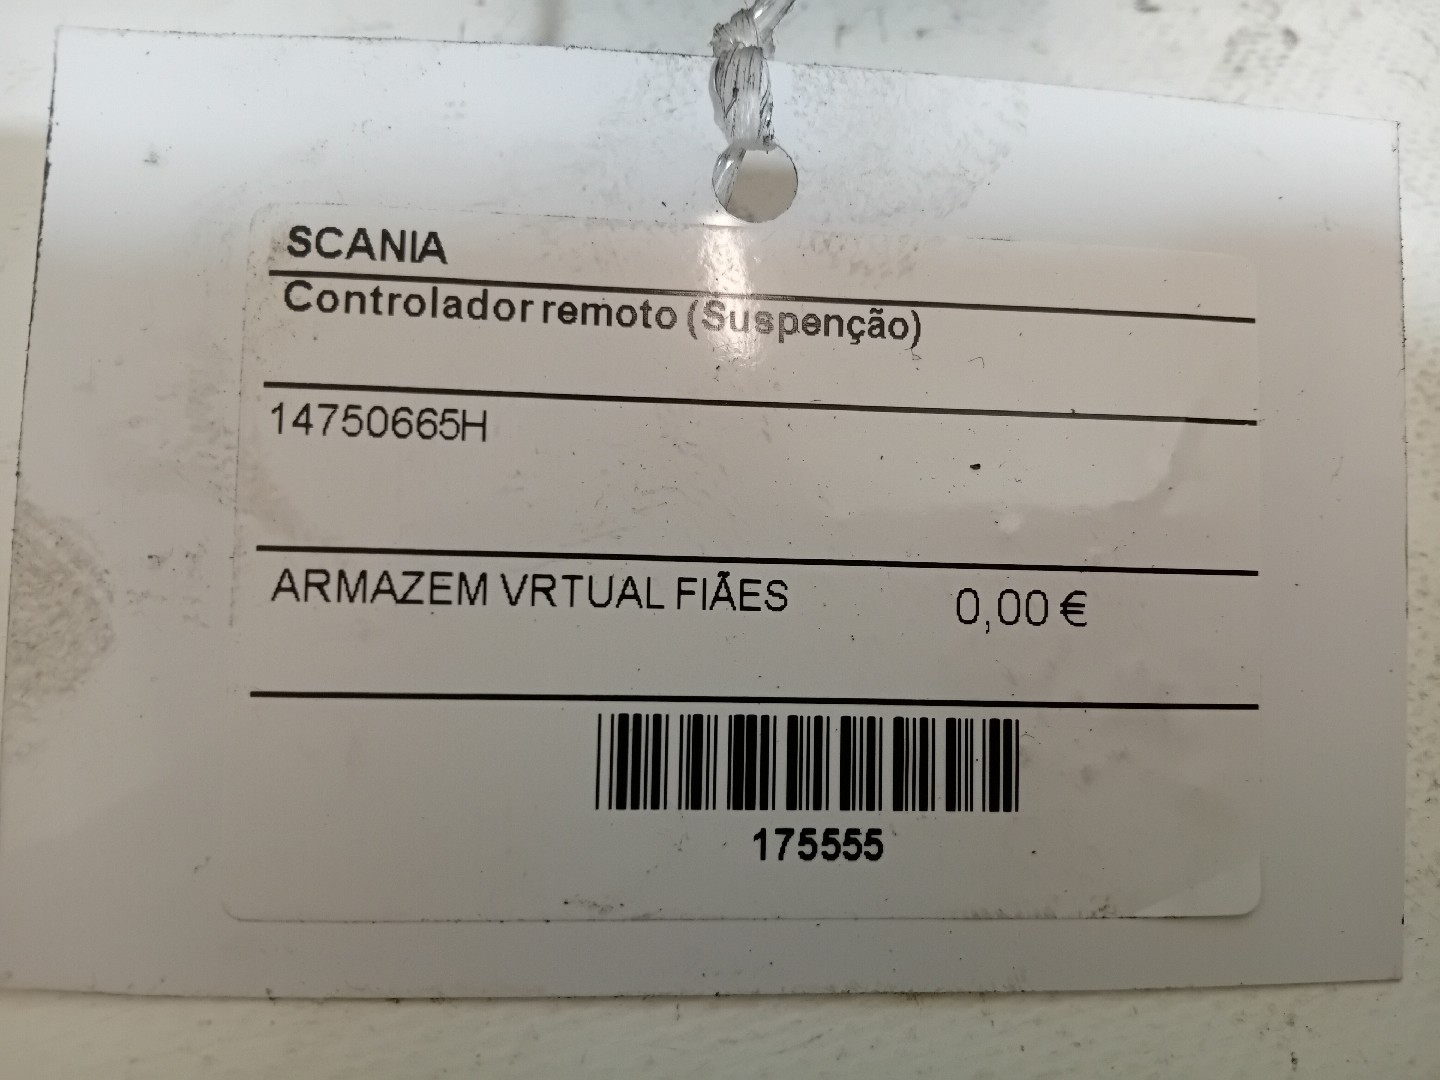 SCANIA
Controlador remoto (Suspenção)
14750665H
ARMAZEM VRTUAL FIÃES 0,00 €
175555